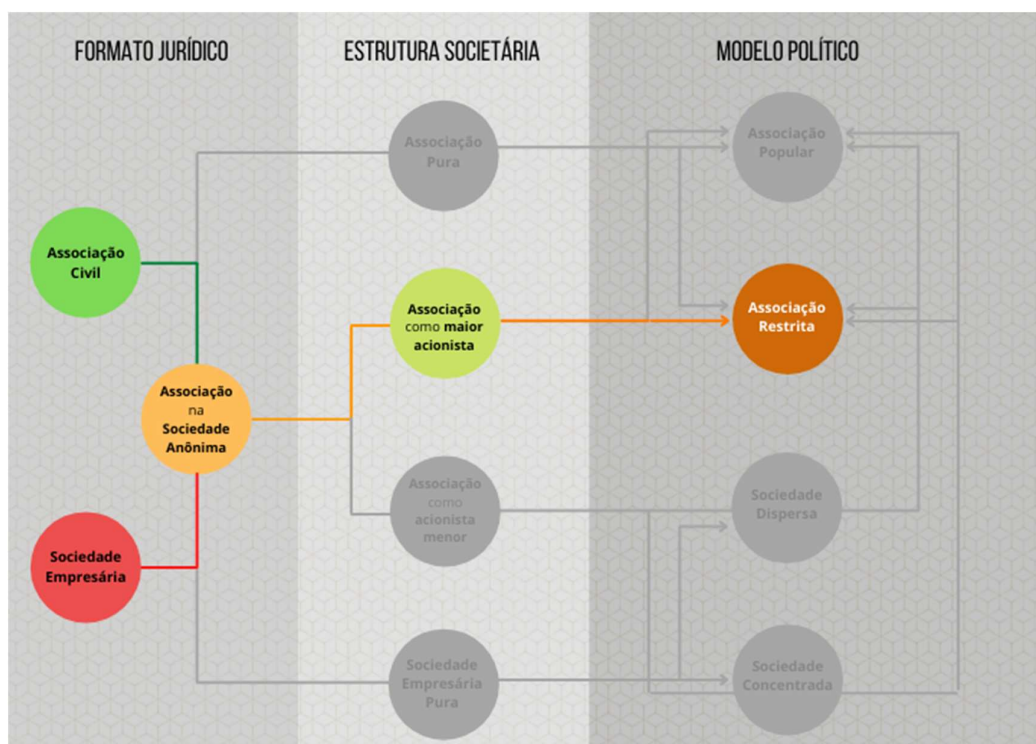 FORMATO JURÍDICO
ESTRUTURA SOCIETÁRIA
MODELO POLÍTICO
Associação
Civil
Associação
na
Sociedade
Anônima
Sociedade
Empresária
Associação
Pura
Associação
como maior
acionista
Associação
como
acionista
menor
Sociedade
Empresária
Pura
Associação
Popular
Associação
Restrita
Sociedade
Dispersa
Sociedade
Concentrada